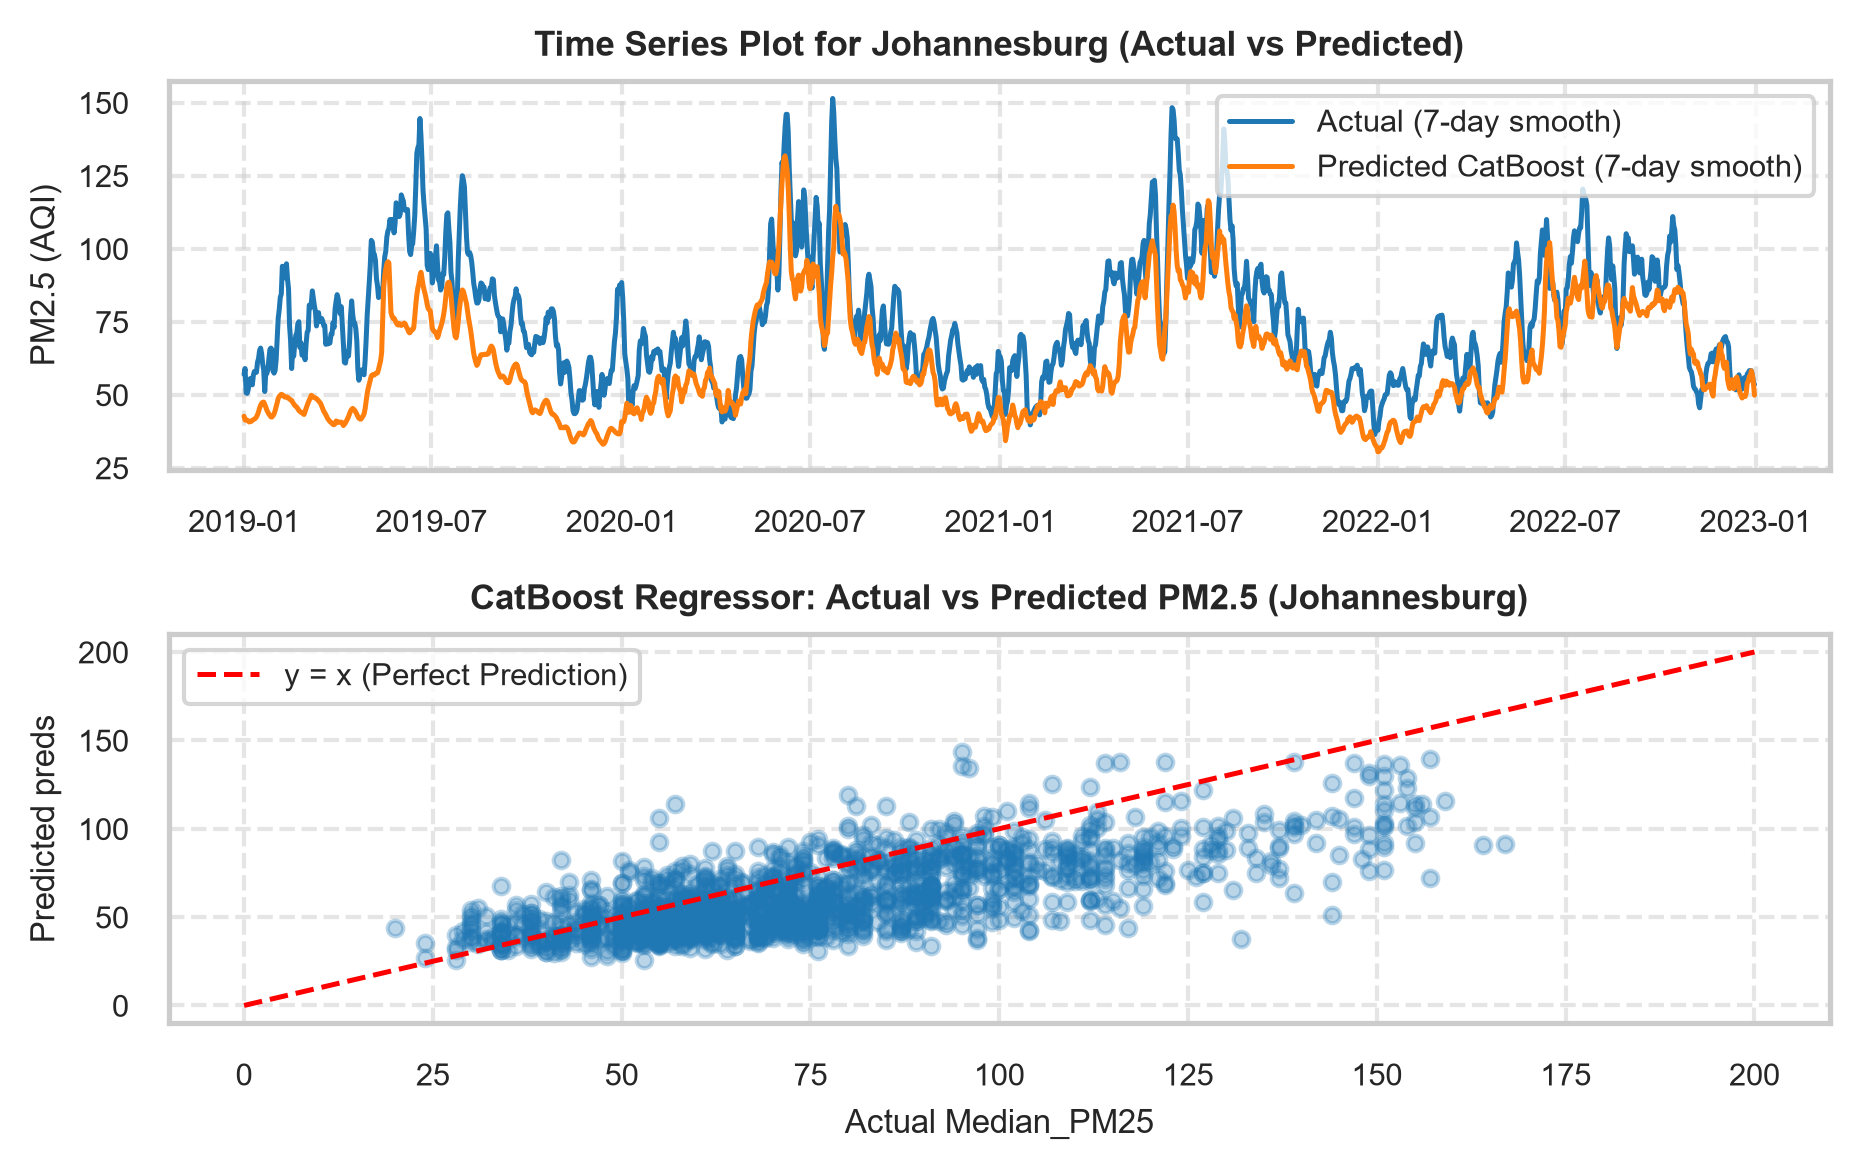 Time Series Plot for Johannesburg (Actual vs Predicted)
PM2.5 (AQI)
150
125
100
75
50
25
Actual (7-day smooth)
Predicted CatBoost (7-day smooth)
2019-01 2019-07 2020-01 2020-07 2021-01 2021-07 2022-01 2022-07 2023-01
CatBoost Regressor: Actual vs Predicted PM2.5 (Johannesburg)
Predicted preds
200
150
100
50
0
y = x (Perfect Prediction)
0 25 50 75 100 125 150 175 200
Actual Median_PM25